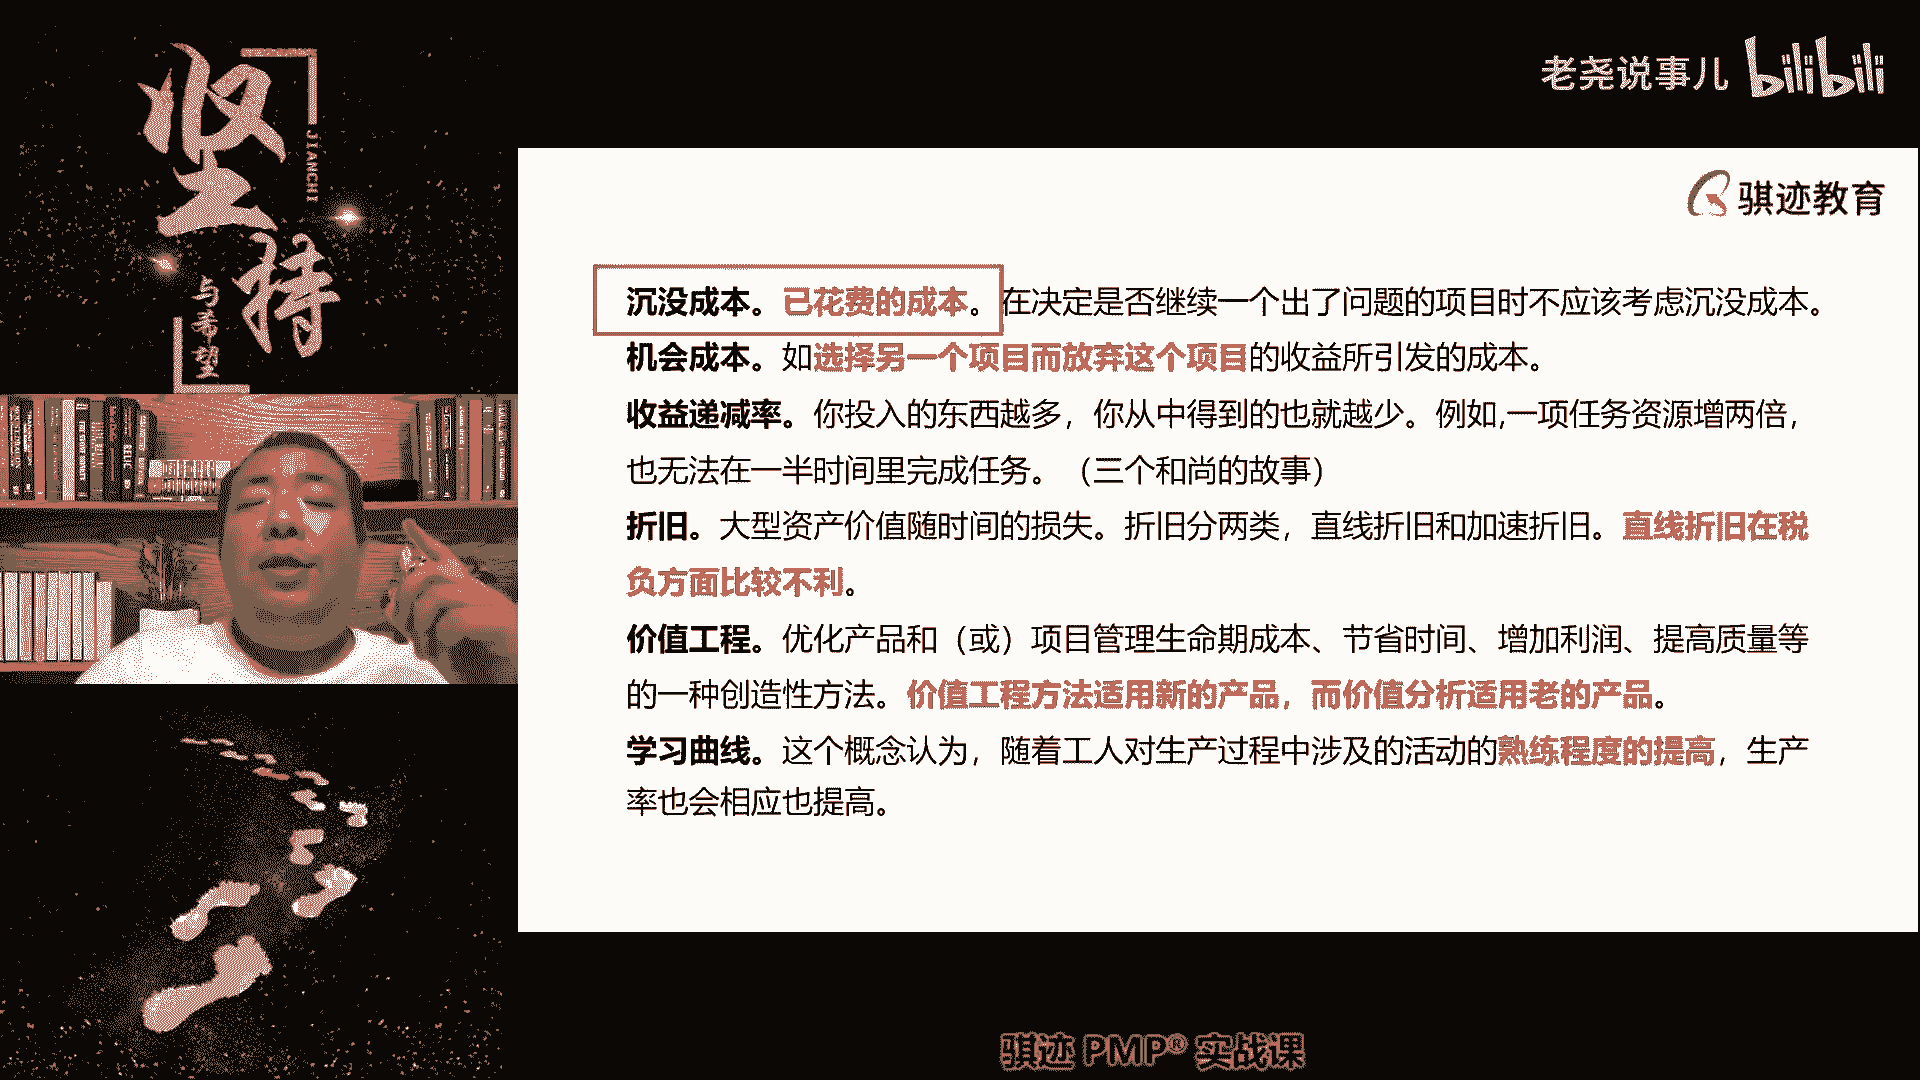 坚持
JIANCHI
与希望
老尧说事儿 bilibili
骐迹教育
沉没成本。已花费的成本。在决定是否继续一个出了问题的项目时不应该考虑沉没成本。
机会成本。如选择另一个项目而放弃这个项目的收益所引发的成本。
收益递减率。你投入的东西越多，你从中得到的也就越少。例如,一项任务资源增两倍，
也无法在一半时间里完成任务。（三个和尚的故事）
折旧。大型资产价值随时间的损失。折旧分两类，直线折旧和加速折旧。直线折旧在税
负方面比较不利。
价值工程。优化产品和（或）项目管理生命期成本、节省时间、增加利润、提高质量等
的一种创造性方法。价值工程方法适用新的产品，而价值分析适用老的产品。
学习曲线。这个概念认为，随着工人对生产过程中涉及的活动的熟练程度的提高，生产
率也会相应也提高。
骐迹 PMP® 实战课